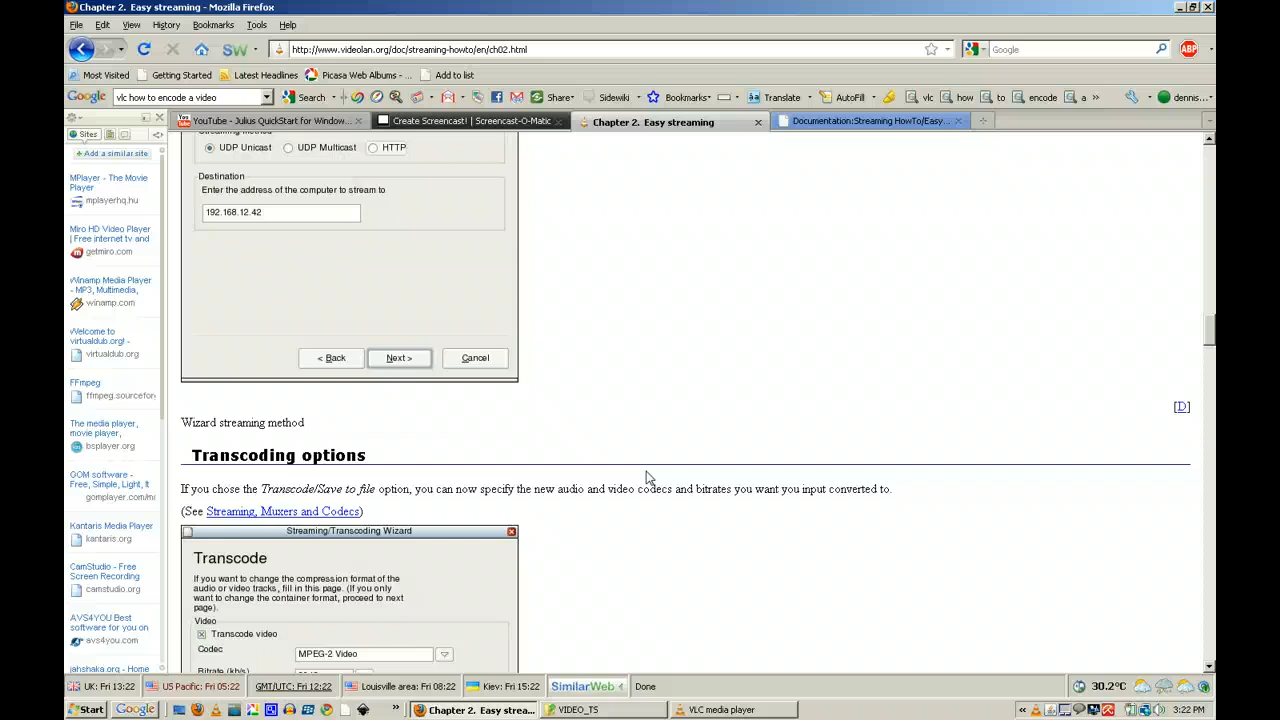 Chapter 2. Easy streaming - Mozilla Firefox
File Edit View History Bookmarks Tools Help
SW http://www.videolan.org/doc/streaming-howto/en/ch02.html Google ABP
Most Visited Getting Started Latest Headlines Picasa Web Albums - ... Add to list
Google vlc how to encode a video Search Share Sidewiki Bookmarks Translate AutoFill vlc how to encode a » dennis...
YouTube - Julius QuickStart for Window... Create Screencast! | Screencast-O-Matic Chapter 2. Easy streaming Documentation:Streaming HowTo/Easy...
Sites
+ Add a similar site
MPlayer - The Movie
Player
mplayerhq.hu
Miro HD Video Player
| Free internet tv and
getmiro.com
Winamp Media Player
- MP3, Multimedia,
winamp.com
Welcome to
virtualdub.org! -
virtualdub.org
FFmpeg
ffmpeg.sourcefor
The media player,
movie player,
bsplayer.org
GOM software -
Free, Simple, Light, It
gomplayer.com/m
Kantaris Media Player
kantaris.org
CamStudio - Free
Screen Recording
camstudio.org
AVS4YOU Best
software for you on
avs4you.com
jahshaka.org - Home
Streaming method
UDP Unicast UDP Multicast HTTP
Destination
Enter the address of the computer to stream to
192.168.12.42
< Back Next > Cancel
[D]
Wizard streaming method
Transcoding options
If you chose the Transcode/Save to file option, you can now specify the new audio and video codecs and bitrates you want you input converted to.
(See Streaming, Muxers and Codecs)
Streaming/Transcoding Wizard
Transcode
If you want to change the compression format of the
audio or video tracks, fill in this page. (If you only
want to change the container format, proceed to next
page).
Video
Transcode video
Codec MPEG-2 Video
Bitrate (kb/s)
UK: Fri 13:22 US Pacific: Fri 05:22 GMT/UTC: Fri 12:22 Louisville area: Fri 08:22 Kiev: Fri 15:22 SimilarWeb Done 30.2°C
Start Google » Chapter 2. Easy strea... VIDEO_TS VLC media player « 3:22 PM